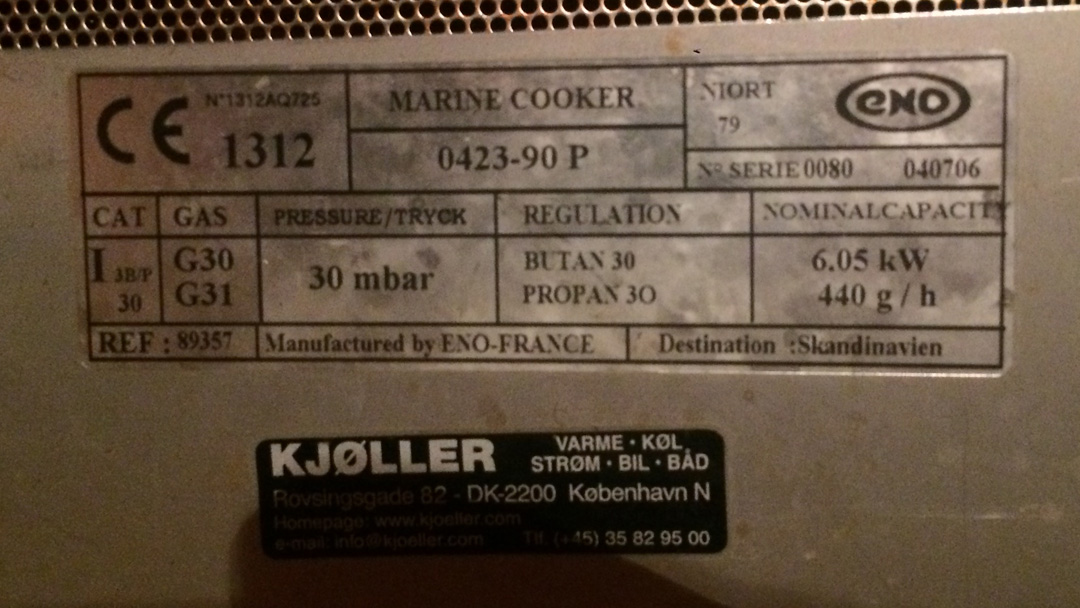 CE N°1312AQ725
1312
MARINE COOKER
0423-90 P
NIORT
79
eNO
N° SERIE 0080 040706
CAT GAS PRESSURE/TRYCK REGULATION NOMINALCAPACITY
I 3B/P
30
G30
G31
30 mbar
BUTAN 30
PROPAN 3O
6.05 kW
440 g / h
REF : 89357 Manufactured by ENO-FRANCE Destination :Skandinavien
KJØLLER
VARME · KØL
STRØM · BIL · BÅD
Rovsingsgade 82 - DK-2200 København N
Homepage: www.kjoeller.com
e-mail: info@kjoeller.com Tlf. (+45) 35 82 95 00